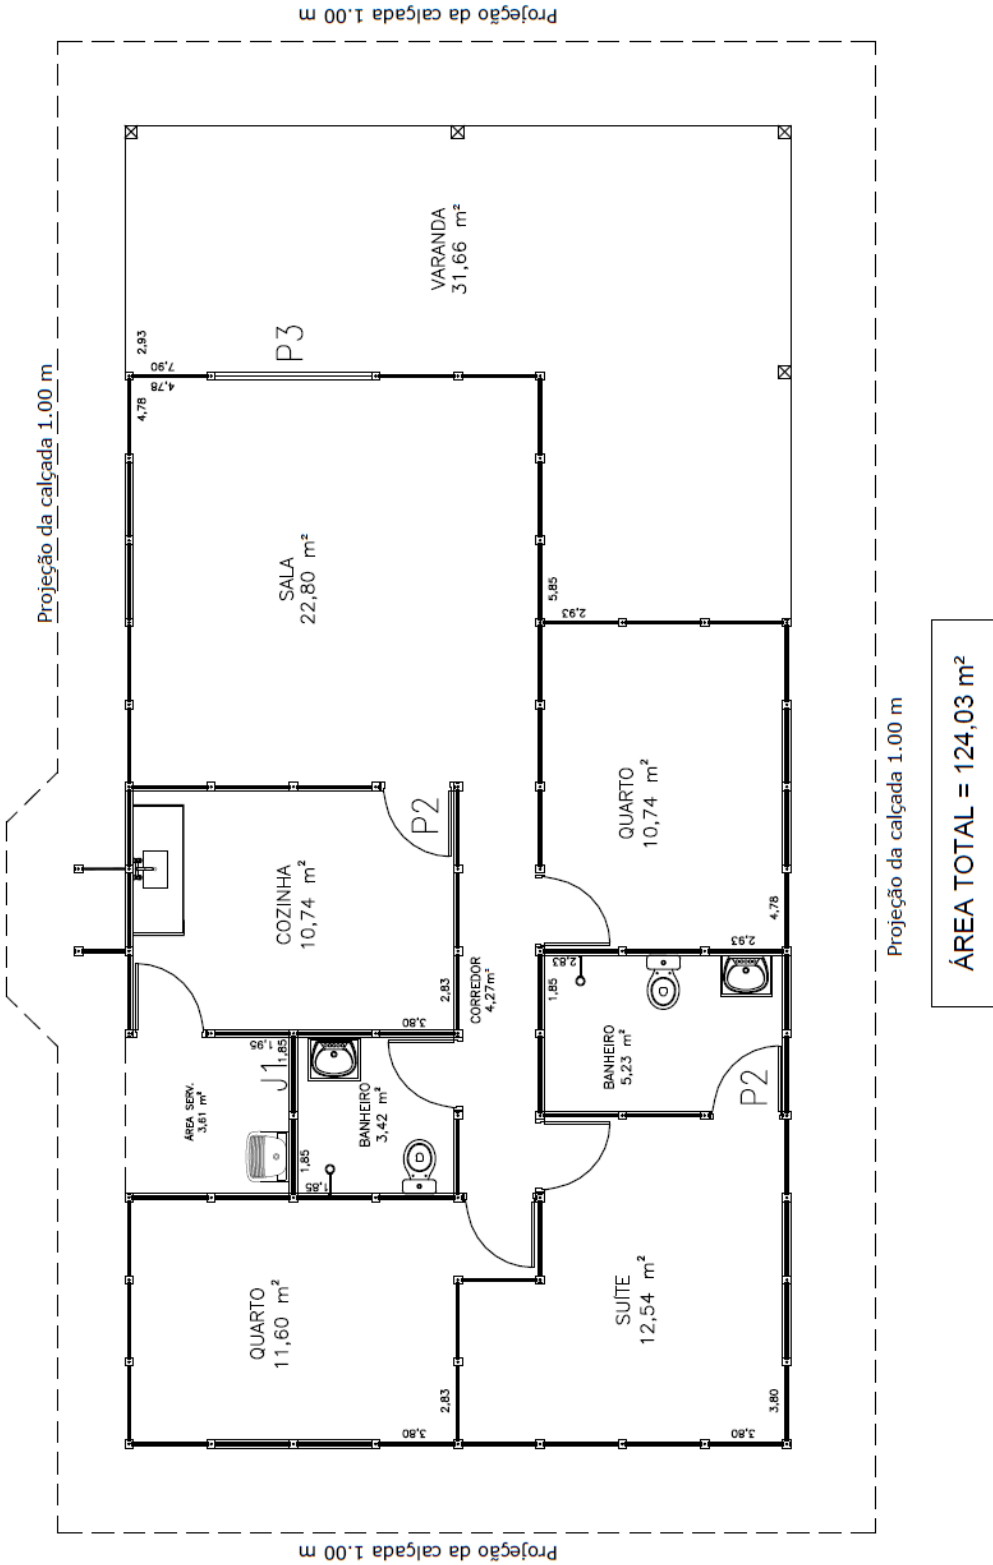 Projeção da calçada 1.00 m
Projeção da calçada 1.00 m
VARANDA
31,66 m²
2,93
7,90
4,78
4,78
P3
SALA
22,80 m²
5,85
2,93
QUARTO
10,74 m²
4,78
2,93
COZINHA
10,74 m²
P2
2,83
3,80
CORREDOR
4,27m²
ÁREA SERV.
3,61 m²
1,95
1,85
J1
BANHEIRO
3,42 m²
1,85
1,85
BANHEIRO
5,23 m²
1,85
2,83
P2
QUARTO
11,60 m²
2,83
3,80
SUÍTE
12,54 m²
3,80
3,80
Projeção da calçada 1.00 m
Projeção da calçada 1.00 m
ÁREA TOTAL = 124,03 m²